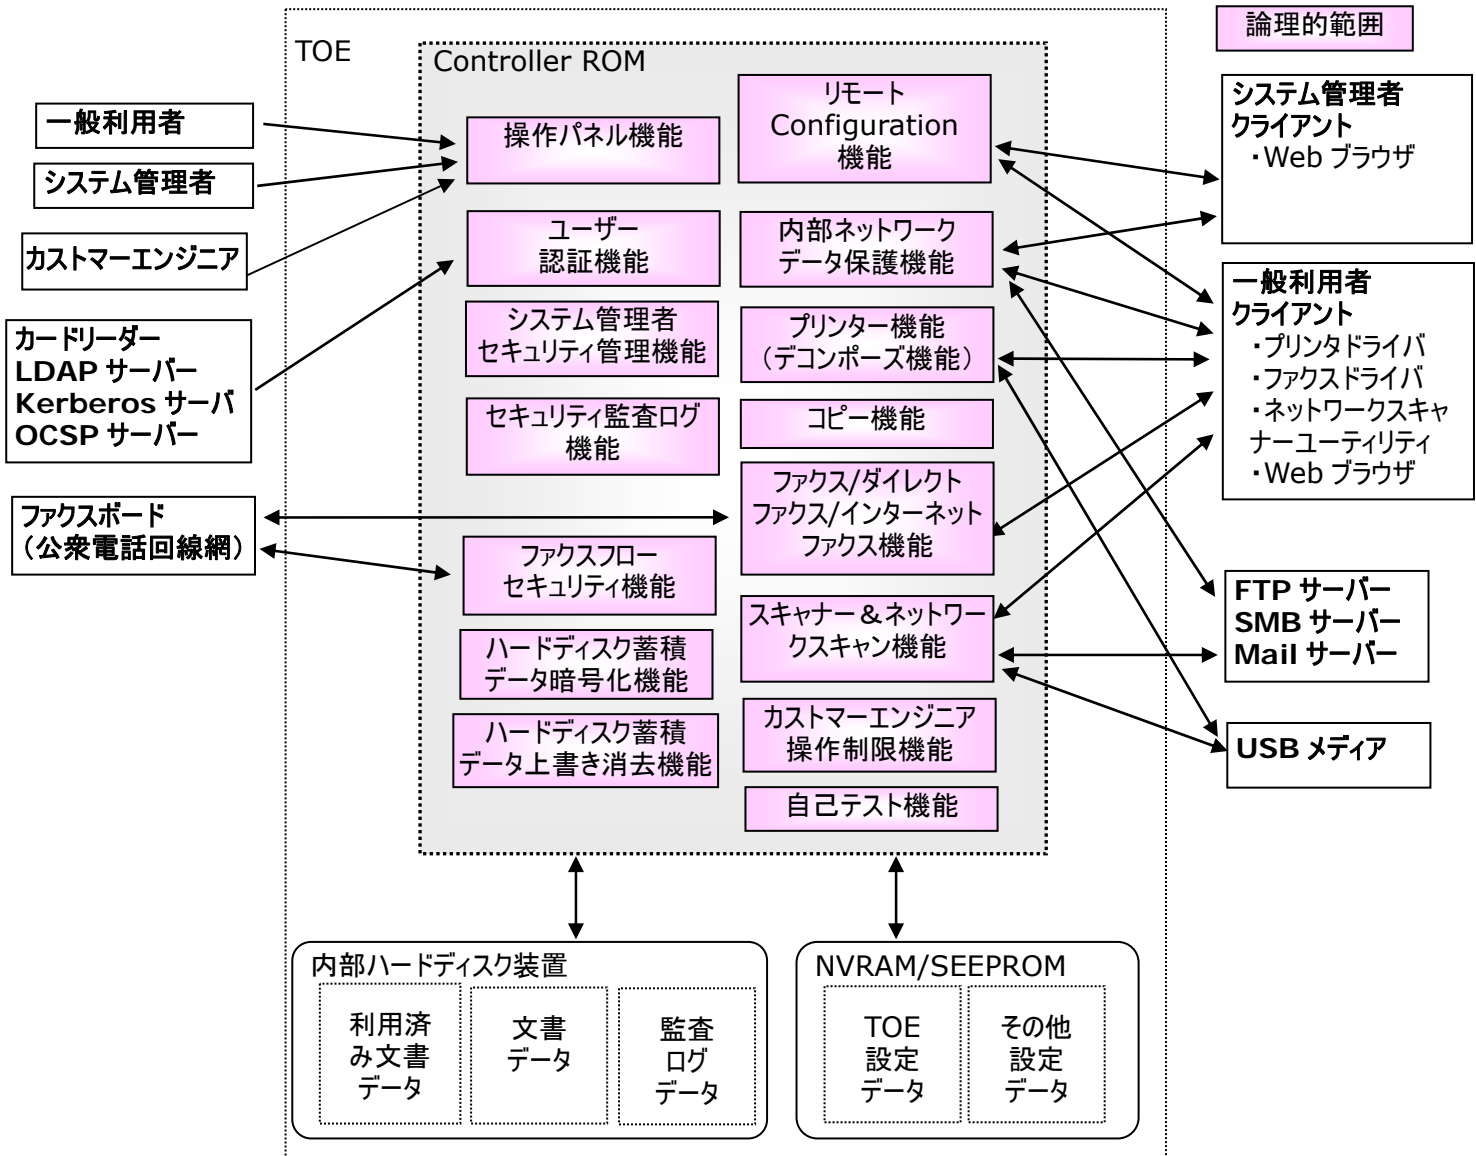 論理的範囲
TOE
Controller ROM
一般利用者
システム管理者
カストマーエンジニア
カードリーダー
LDAP サーバー
Kerberos サーバ
OCSP サーバー
ファクスボード
（公衆電話回線網）
操作パネル機能
ユーザー
認証機能
システム管理者
セキュリティ管理機能
セキュリティ監査ログ
機能
ファクスフロー
セキュリティ機能
ハードディスク蓄積
データ暗号化機能
ハードディスク蓄積
データ上書き消去機能
リモート
Configuration
機能
内部ネットワーク
データ保護機能
プリンター機能
（デコンポーズ機能）
コピー機能
ファクス/ダイレクト
ファクス/インターネット
ファクス機能
スキャナー＆ネットワー
クスキャン機能
カストマーエンジニア
操作制限機能
自己テスト機能
システム管理者
クライアント
・Web ブラウザ
一般利用者
クライアント
・プリンタドライバ
・ファクスドライバ
・ネットワークスキャ
ナーユーティリティ
・Web ブラウザ
FTP サーバー
SMB サーバー
Mail サーバー
USB メディア
内部ハードディスク装置
利用済
み文書
データ
文書
データ
監査
ログ
データ
NVRAM/SEEPROM
TOE
設定
データ
その他
設定
データ